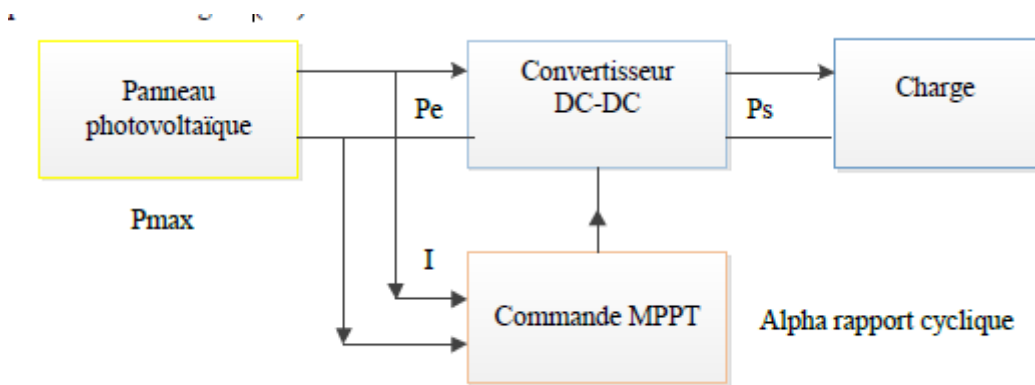 Panneau
photovoltaïque
Pmax
Pe
Convertisseur
DC-DC
Ps
Charge
I
Commande MPPT
Alpha rapport cyclique